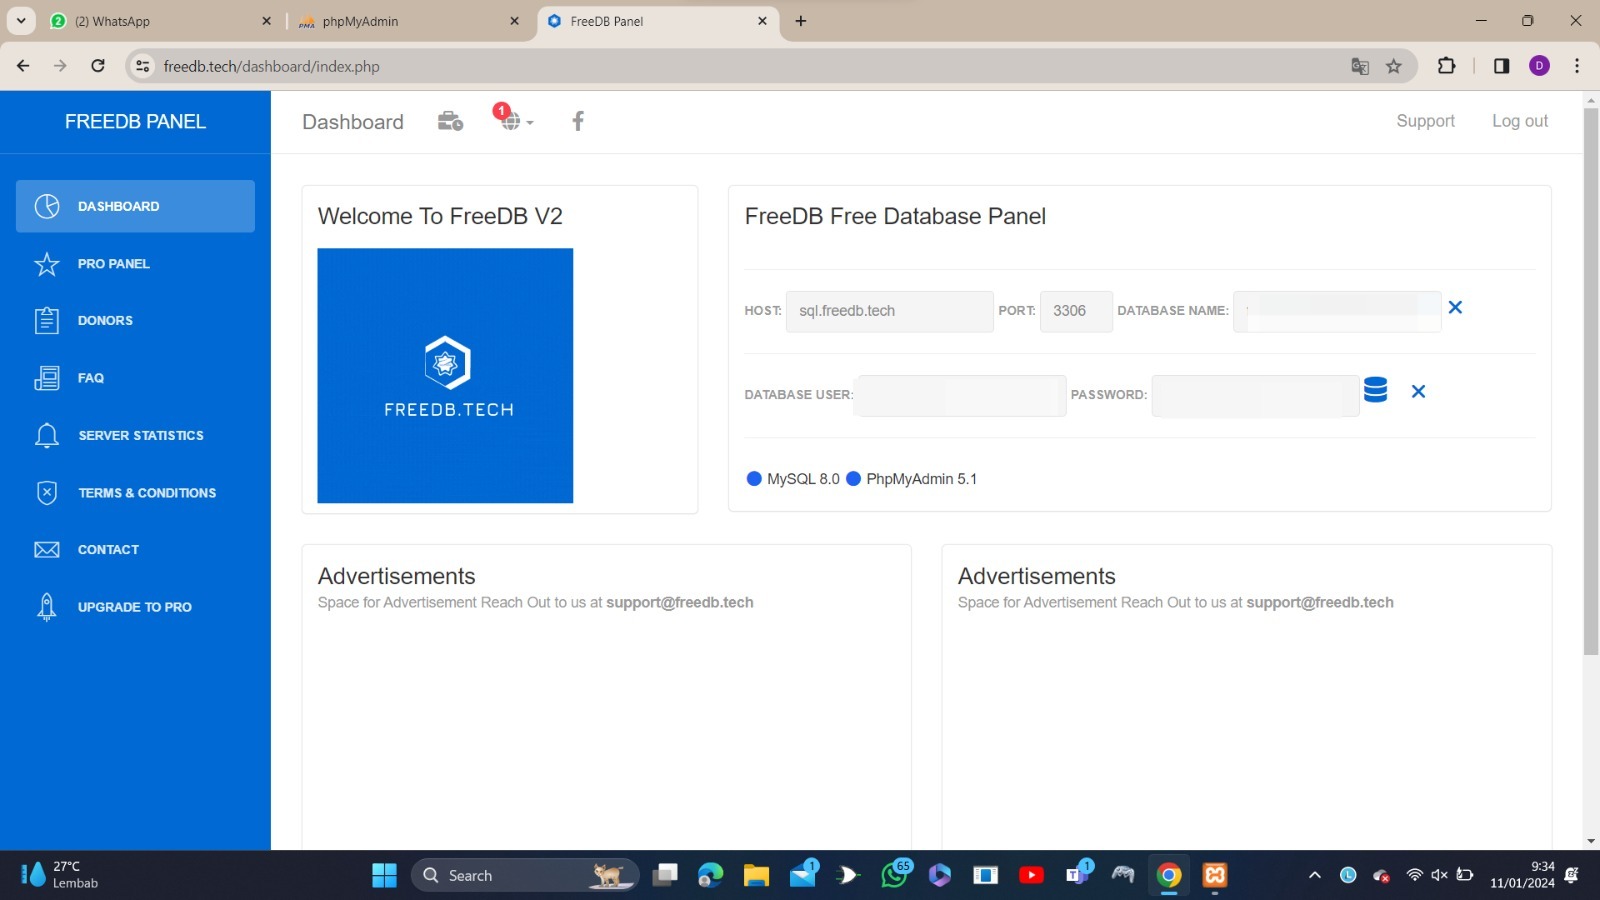 (2) WhatsApp
phpMyAdmin
FreeDB Panel
freedb.tech/dashboard/index.php
D
FREEDB PANEL
Dashboard
1
Support
Log out
DASHBOARD
PRO PANEL
DONORS
FAQ
SERVER STATISTICS
TERMS & CONDITIONS
CONTACT
UPGRADE TO PRO
Welcome To FreeDB V2
FREEDB.TECH
FreeDB Free Database Panel
HOST: sql.freedb.tech PORT: 3306 DATABASE NAME:
DATABASE USER: PASSWORD:
MySQL 8.0 PhpMyAdmin 5.1
Advertisements
Space for Advertisement Reach Out to us at support@freedb.tech
Advertisements
Space for Advertisement Reach Out to us at support@freedb.tech
27°C
Lembab
Search
1
65
1
9:34
11/01/2024